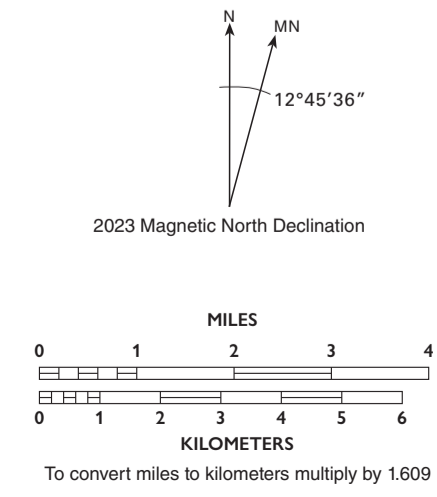 N
MN
12°45’36”
2023 Magnetic North Declination
MILES
0 1 2 3 4
0 1 2 3 4 5 6
KILOMETERS
To convert miles to kilometers multiply by 1.609